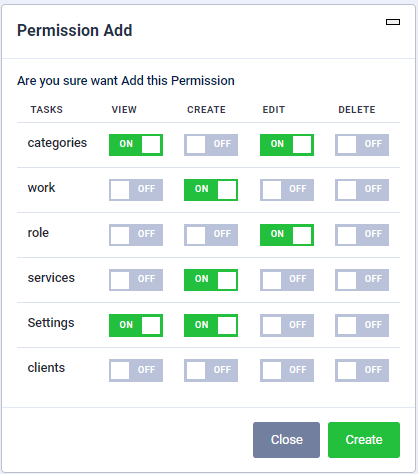 Permission Add
Are you sure want Add this Permission
TASKS VIEW CREATE EDIT DELETE
categories ON OFF ON OFF
work OFF ON OFF OFF
role OFF OFF ON OFF
services OFF ON OFF OFF
Settings ON ON OFF OFF
clients OFF OFF OFF OFF
Close Create